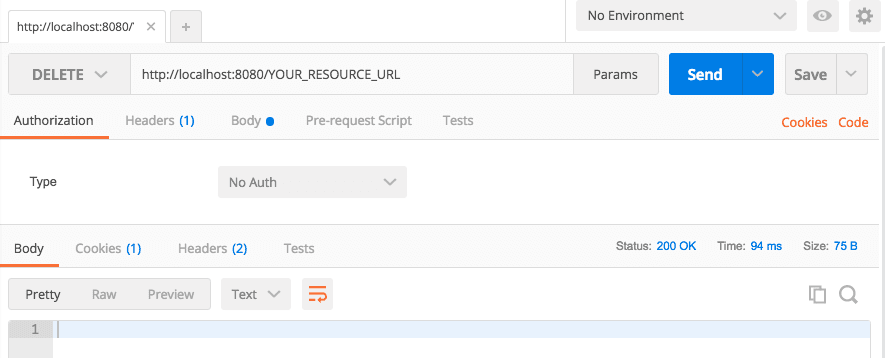 http://localhost:8080/ No Environment
DELETE http://localhost:8080/YOUR_RESOURCE_URL Params Send Save
Authorization Headers (1) Body Pre-request Script Tests Cookies Code
Type No Auth
Body Cookies (1) Headers (2) Tests Status: 200 OK Time: 94 ms Size: 75 B
Pretty Raw Preview Text
1